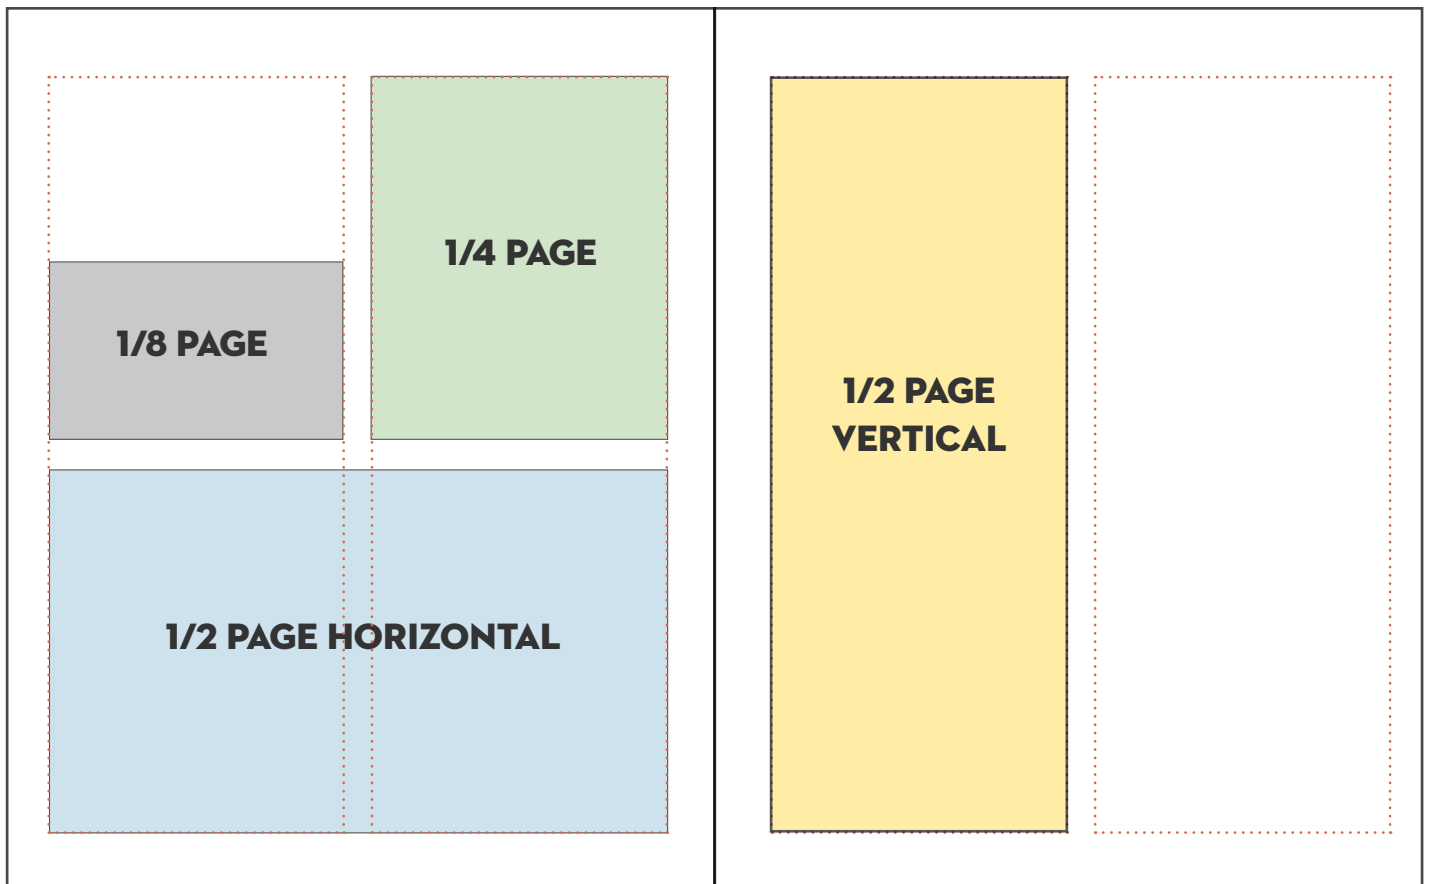 1/4 PAGE
1/8 PAGE
1/2 PAGE HORIZONTAL
1/2 PAGE
VERTICAL